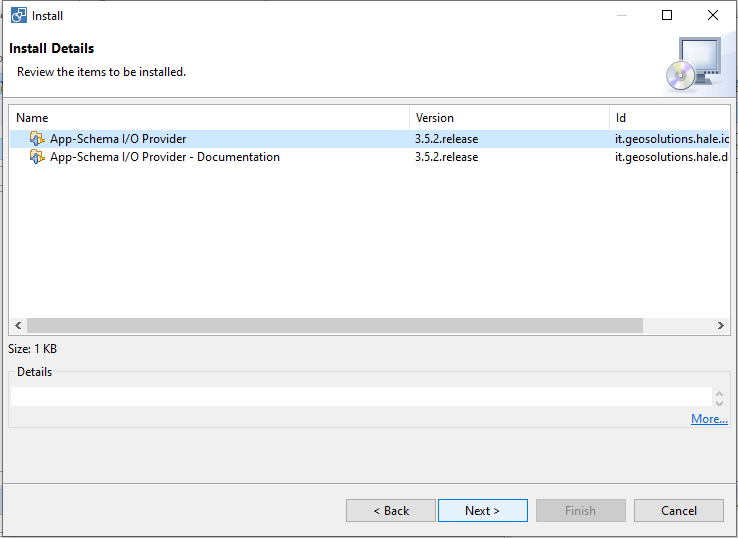 Install
Install Details
Review the items to be installed.
Name Version Id
App-Schema I/O Provider 3.5.2.release it.geosolutions.hale.io
App-Schema I/O Provider - Documentation 3.5.2.release it.geosolutions.hale.d
Size: 1 KB
Details
More...
< Back Next > Finish Cancel